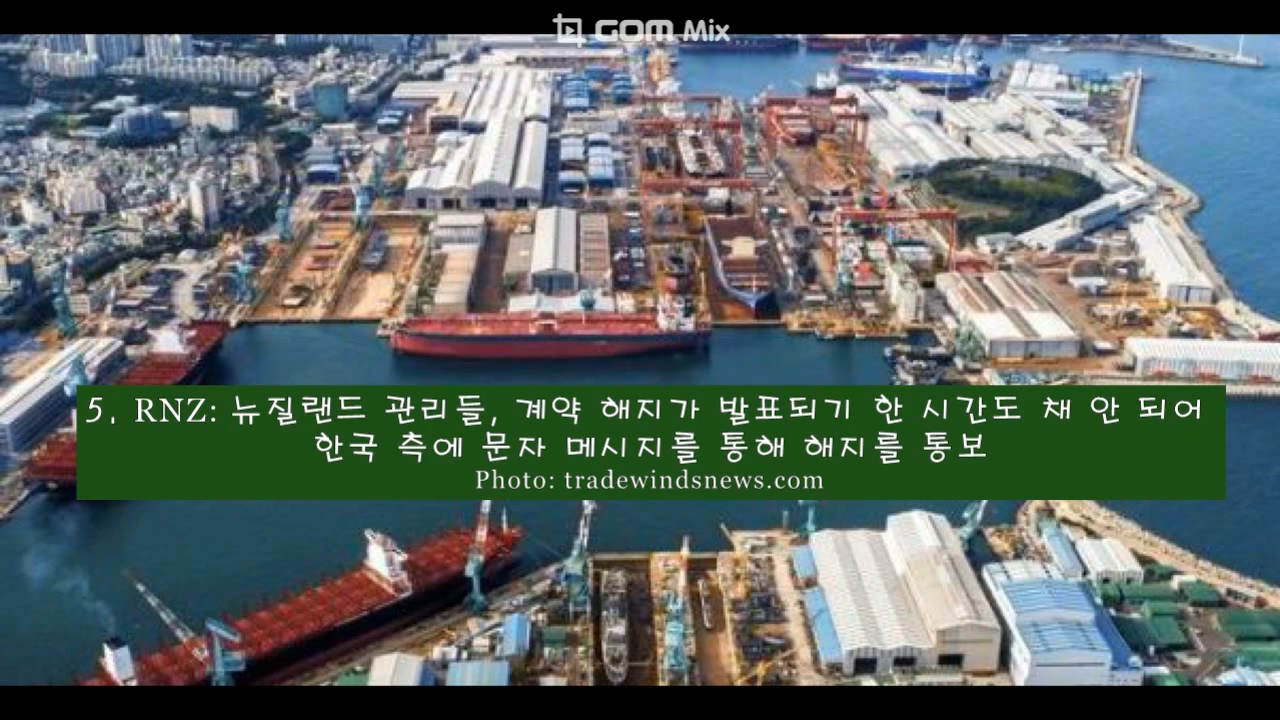 GOM Mix
5. RNZ: 뉴질랜드 관리들, 계약 해지가 발표되기 한 시간도 채 안 되어
한국 측에 문자 메시지를 통해 해지를 통보
Photo: tradewindsnews.com